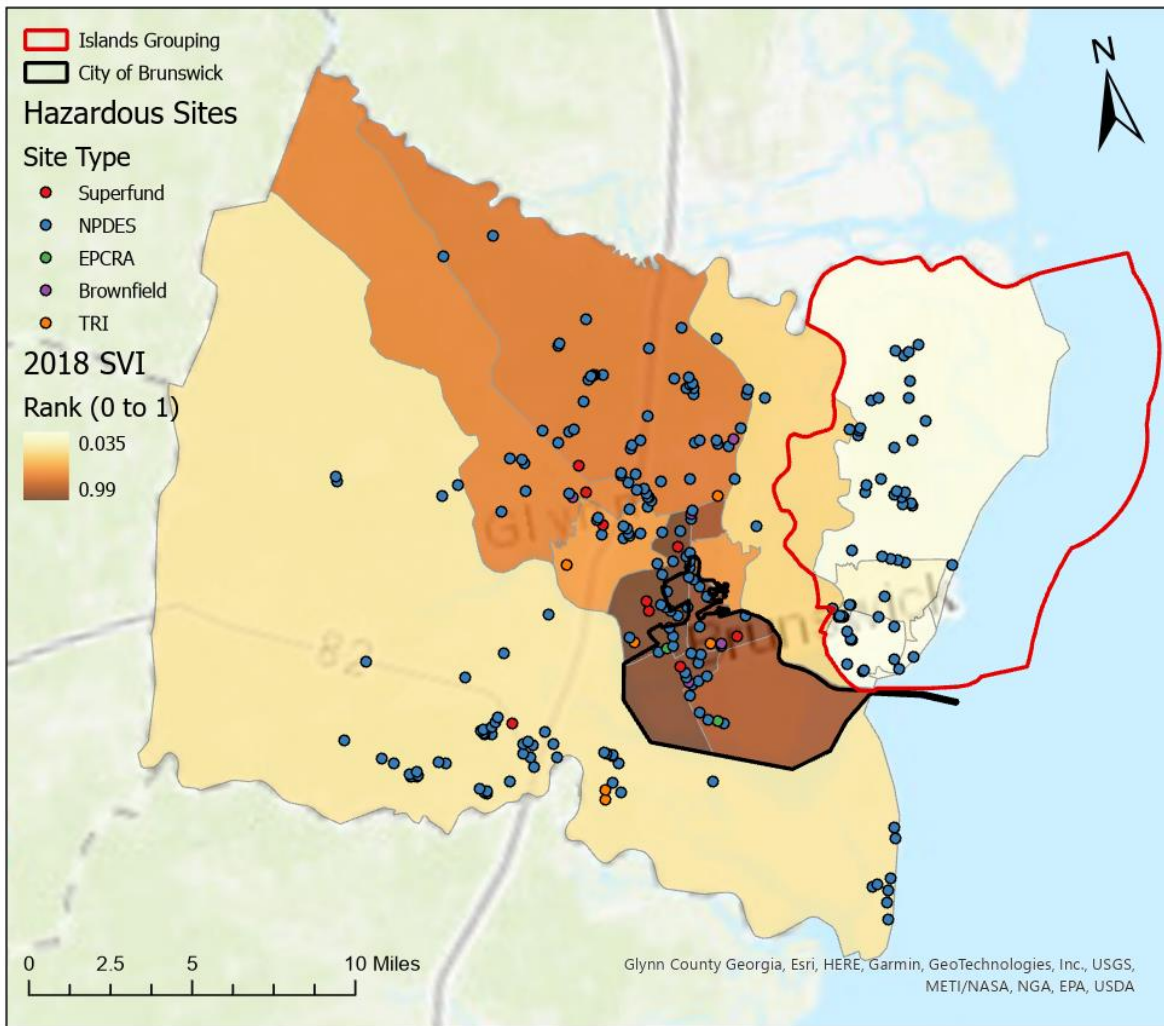 Islands Grouping
City of Brunswick
Hazardous Sites
Site Type
Superfund
NPDES
EPCRA
Brownfield
TRI
2018 SVI
Rank (0 to 1)
0.035
0.99
N
Glynn
Brunswick
82
0 2.5 5 10 Miles
Glynn County Georgia, Esri, HERE, Garmin, GeoTechnologies, Inc., USGS,
METI/NASA, NGA, EPA, USDA